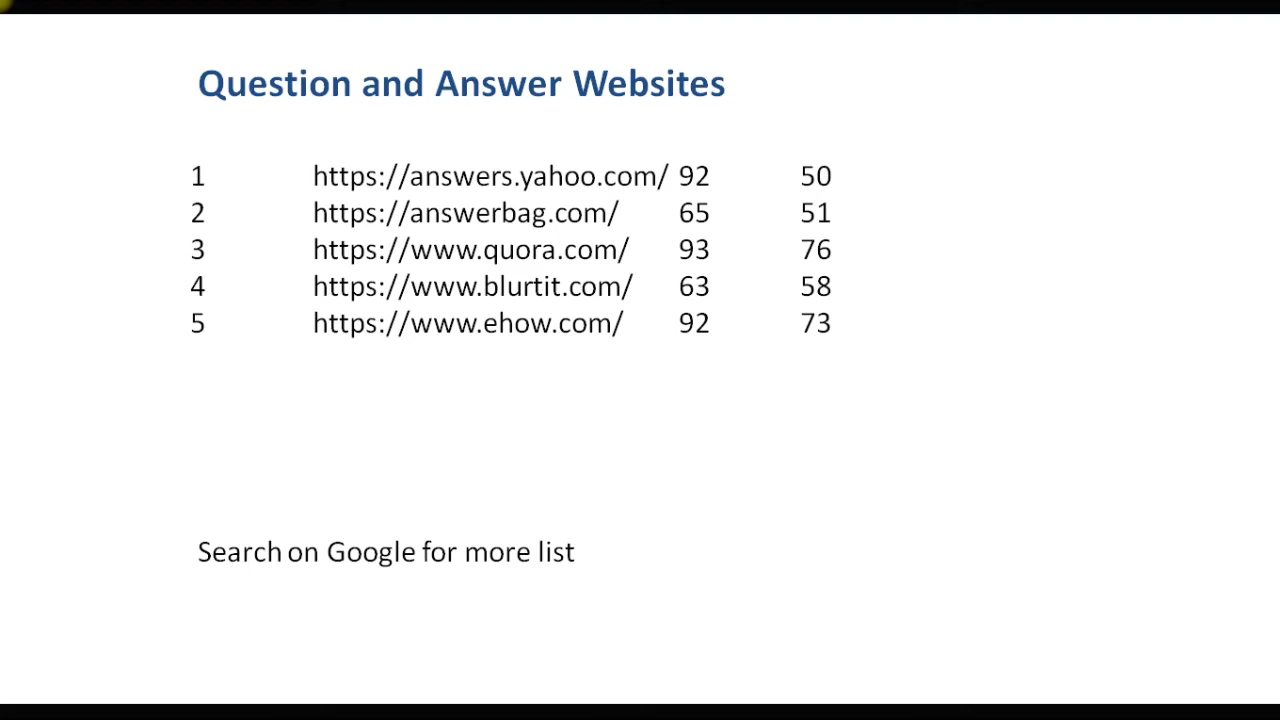 Question and Answer Websites
1 https://answers.yahoo.com/ 92 50
2 https://answerbag.com/ 65 51
3 https://www.quora.com/ 93 76
4 https://www.blurtit.com/ 63 58
5 https://www.ehow.com/ 92 73
Search on Google for more list